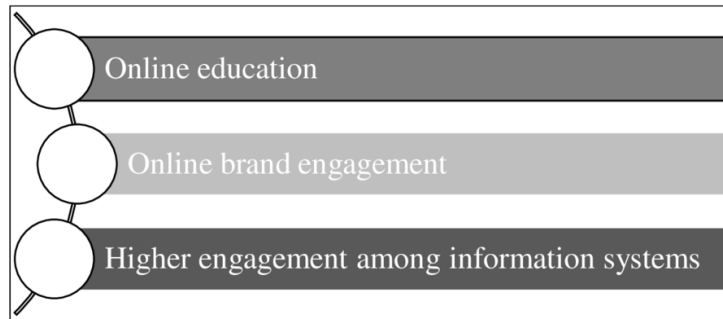 Online education
Online brand engagement
Higher engagement among information systems